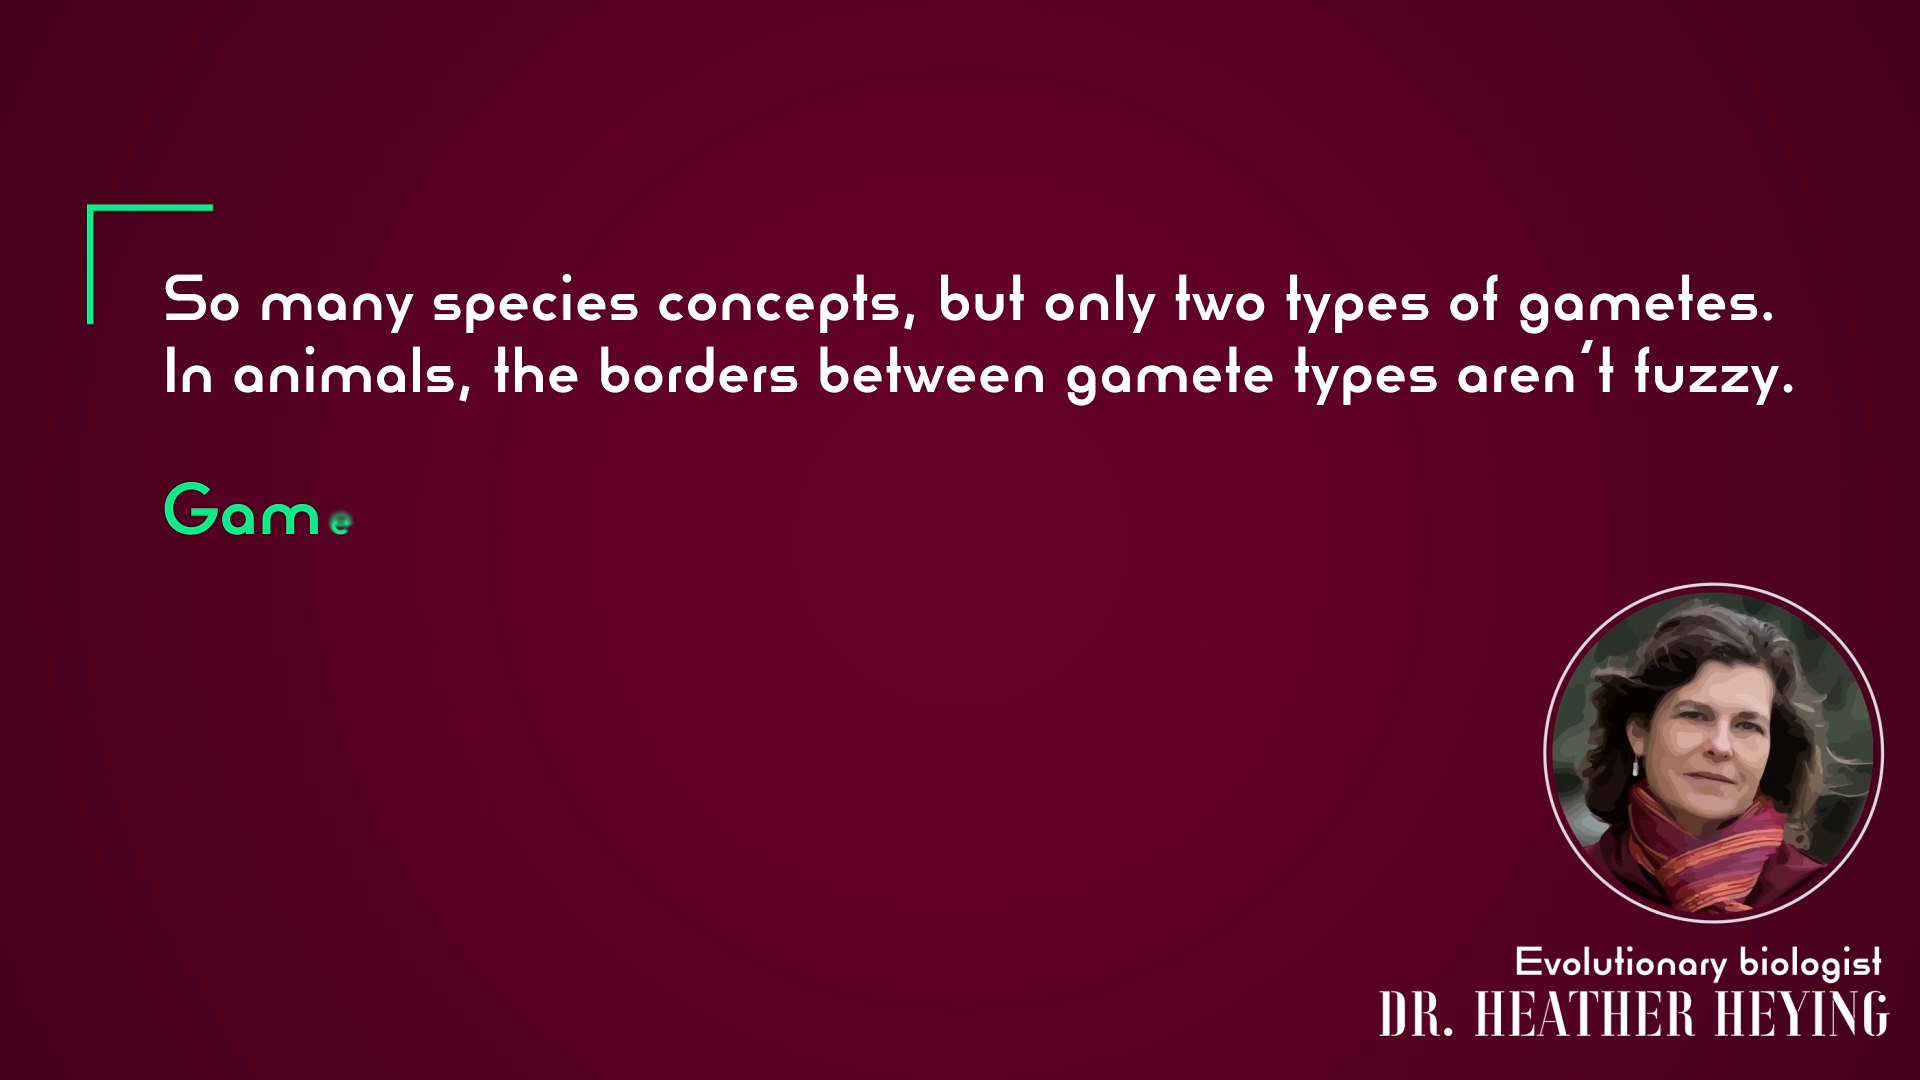 So many species concepts, but only two types of gametes.
In animals, the borders between gamete types aren't fuzzy.
Game
Evolutionary biologist
DR. HEATHER HEYING